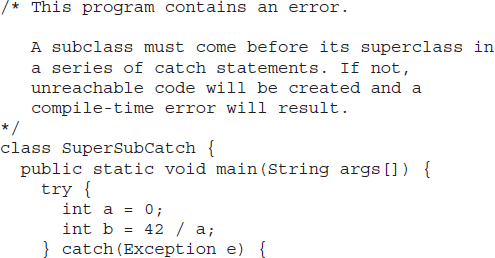 /* This program contains an error.
A subclass must come before its superclass in
a series of catch statements. If not,
unreachable code will be created and a
compile-time error will result.
*/
class SuperSubCatch {
public static void main(String args[]) {
try {
int a = 0;
int b = 42 / a;
} catch(Exception e) {